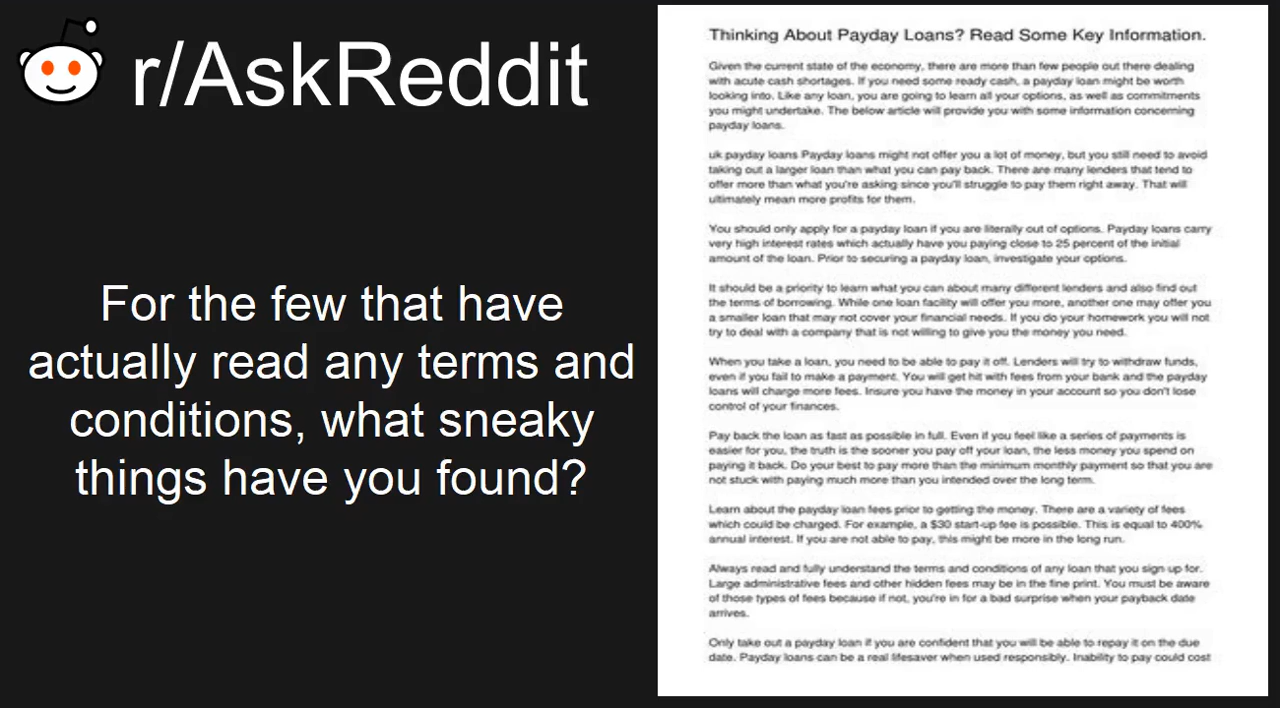 r/AskReddit
For the few that have
actually read any terms and
conditions, what sneaky
things have you found?
Thinking About Payday Loans? Read Some Key Information.
Given the current state of the economy, there are more than few people out there dealing
with acute cash shortages. If you need some ready cash, a payday loan might be worth
looking into. Like any loan, you are going to learn all your options, as well as commitments
you might undertake. The below article will provide you with some information concerning
payday loans.
uk payday loans Payday loans might not offer you a lot of money, but you still need to avoid
taking out a larger loan than what you can pay back. There are many lenders that tend to
offer more than what you're asking since you'll struggle to pay them right away. That will
ultimately mean more profits for them.
You should only apply for a payday loan if you are literally out of options. Payday loans carry
very high interest rates which actually have you paying close to 25 percent of the initial
amount of the loan. Prior to securing a payday loan, investigate your options.
It should be a priority to learn what you can about many different lenders and also find out
the terms of borrowing. While one loan facility will offer you more, another one may offer you
a smaller loan that may not cover your financial needs. If you do your homework you will not
try to deal with a company that is not willing to give you the money you need.
When you take a loan, you need to be able to pay it off. Lenders will try to withdraw funds,
even if you fail to make a payment. You will get hit with fees from your bank and the payday
loans will charge more fees. Insure you have the money in your account so you don't lose
control of your finances.
Pay back the loan as fast as possible in full. Even if you feel like a series of payments is
easier for you, the truth is the sooner you pay off your loan, the less money you spend on
paying it back. Do your best to pay more than the minimum monthly payment so that you are
not stuck with paying much more than you intended over the long term.
Learn about the payday loan fees prior to getting the money. There are a variety of fees
which could be charged. For example, a $30 start-up fee is possible. This is equal to 400%
annual interest. If you are not able to pay, this might be more in the long run.
Always read and fully understand the terms and conditions of any loan that you sign up for.
Large administrative fees and other hidden fees may be in the fine print. You must be aware
of those types of fees because if not, you're in for a bad surprise when your payback date
arrives.
Only take out a payday loan if you are confident that you will be able to repay it on the due
date. Payday loans can be a real lifesaver when used responsibly. Inability to pay could cost